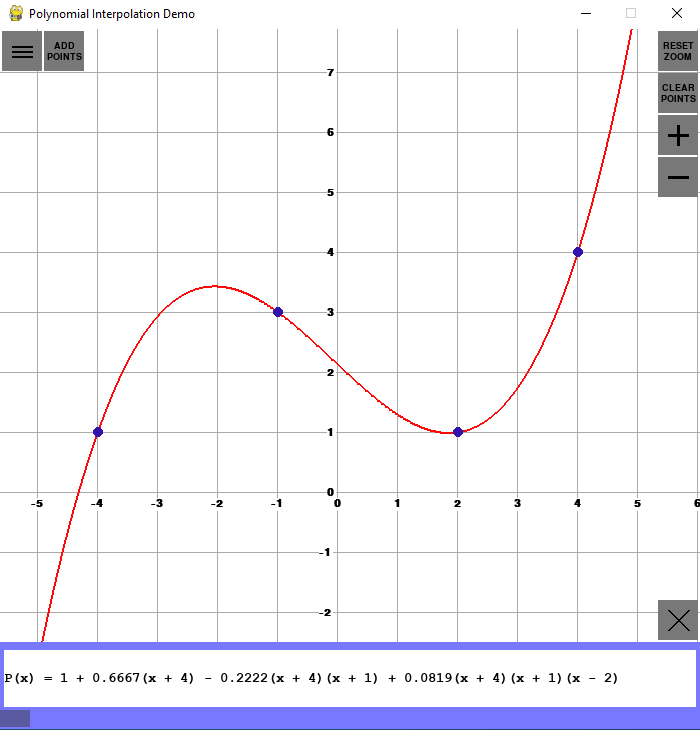 Polynomial Interpolation Demo
ADD
POINTS
RESET
ZOOM
CLEAR
POINTS
7
6
5
4
3
2
1
0
-5 -4 -3 -2 -1 0 1 2 3 4 5 6
-1
-2
P(x) = 1 + 0.6667(x + 4) - 0.2222(x + 4)(x + 1) + 0.0819(x + 4)(x + 1)(x - 2)